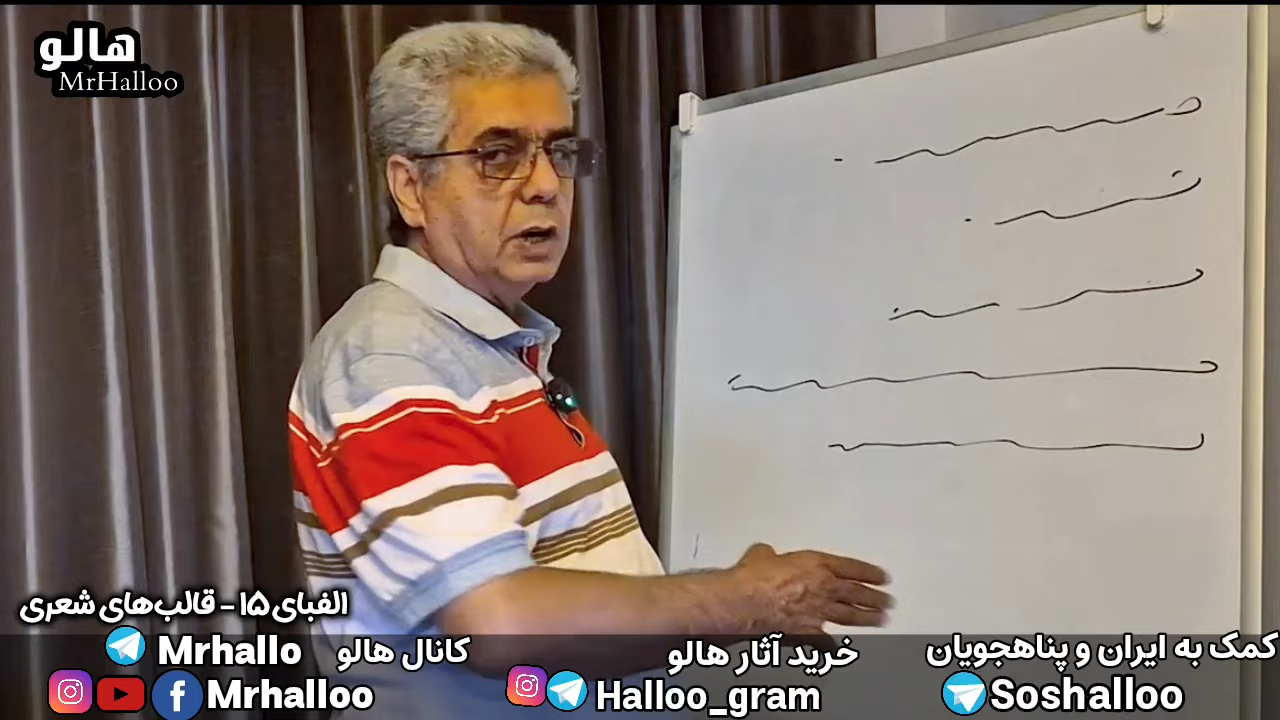 هالو
MrHalloo
الفبای ۱۵ - قالب‌های شعری
Mrhallo کانال هالو
Mrhalloo
خرید آثار هالو
Halloo_gram
کمک به ایران و پناهجویان
Soshalloo